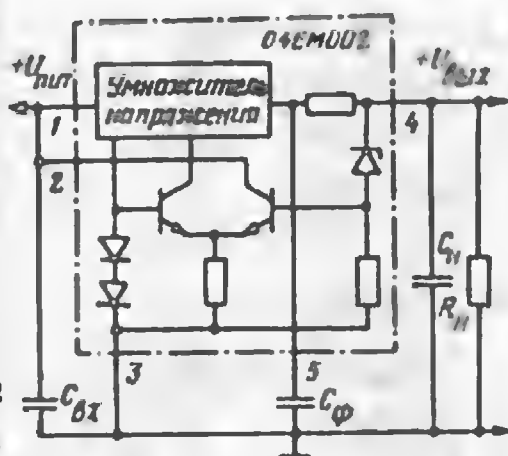 04ЕМ002
+Uпит
Умножитель
напряжения
+Uвых
1
2
4
3
5
Cвх
Cф
Cн
Rн